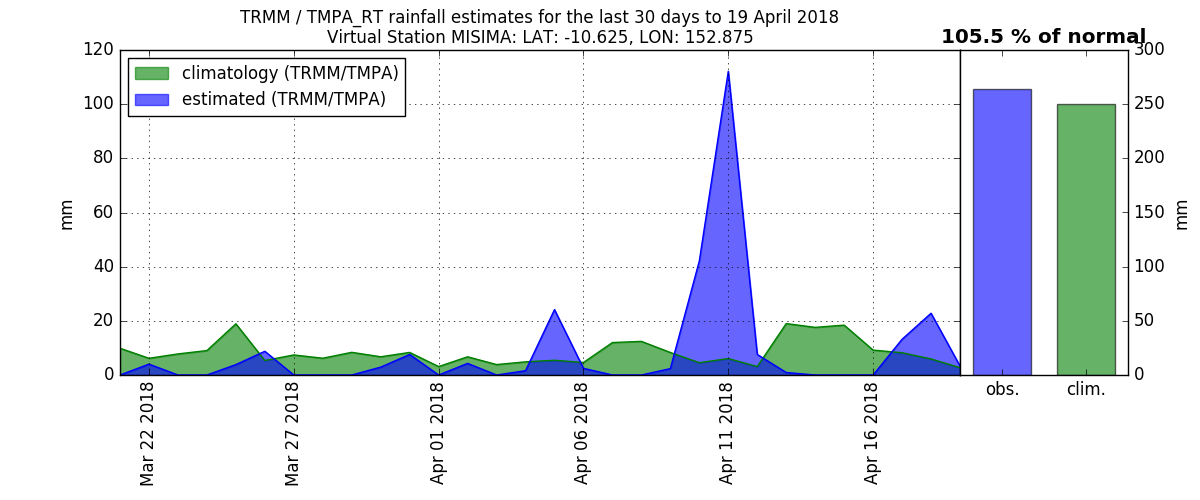 TRMM / TMPA_RT rainfall estimates for the last 30 days to 19 April 2018
Virtual Station MISIMA: LAT: -10.625, LON: 152.875
105.5 % of normal
climatology (TRMM/TMPA)
estimated (TRMM/TMPA)
120
100
80
60
40
20
0
mm
Mar 22 2018
Mar 27 2018
Apr 01 2018
Apr 06 2018
Apr 11 2018
Apr 16 2018
300
250
200
150
100
50
0
mm
obs.
clim.